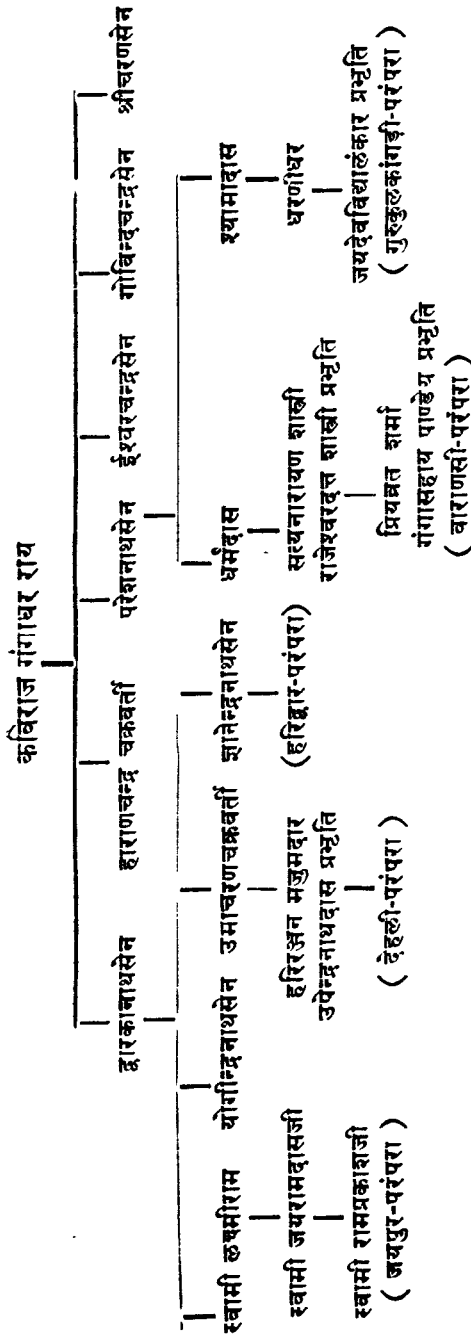 कविराज गंगाधर राय
द्वारकानाथसेन हाराणचन्द्र चक्रवर्ती परेशनाथसेन ईश्वरचन्द्रसेन गोविन्दचन्द्रसेन श्रीचरणसेन
स्वामी लक्ष्मीराम योगीन्द्रनाथसेन उमाचरणचक्रवर्ती ज्ञानेन्द्रनाथसेन धर्मदास श्यामादास
स्वामी जयरामदासजी
स्वामी रामप्रकाशजी
( जयपुर-परंपरा )
हरिरञ्जन मजुमदार
उपेन्द्रनाथदास प्रभृति
( देहली-परंपरा )
(हरिद्वार-परंपरा)
सत्यनारायण शास्त्री
राजेश्वरदत्त शास्त्री प्रभृति
प्रियव्रत शर्मा
गंगासहाय पाण्डेय प्रभृति
( वाराणसी-परंपरा )
धरणीधर
जयदेवविद्यालंकार प्रभृति
( गुरुकुलकांगड़ी-परंपरा )